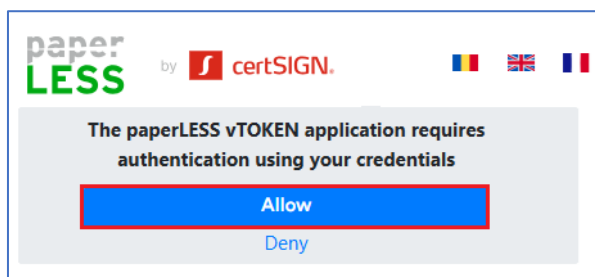 paper
LESS
by certSIGN.
The paperLESS vTOKEN application requires
authentication using your credentials
Allow
Deny